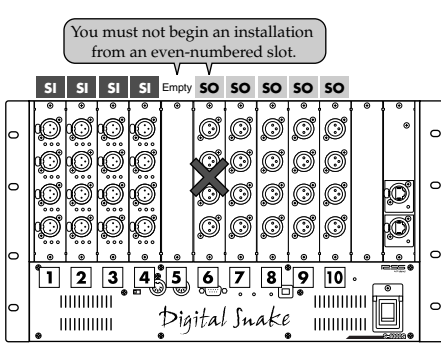 You must not begin an installation
from an even-numbered slot.
SI SI SI SI Empty SO SO SO SO SO
1 2 3 4 5 6 7 8 9 10
Digital Snake